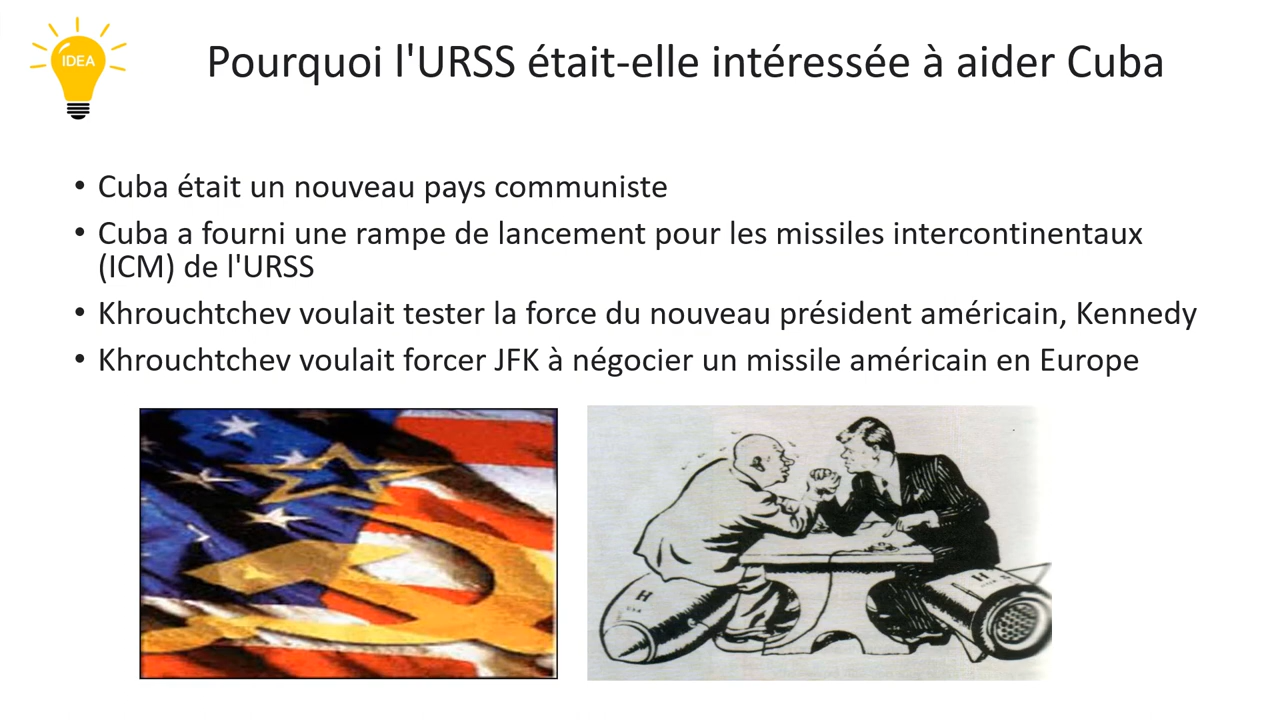 IDEA
Pourquoi l'URSS était-elle intéressée à aider Cuba
• Cuba était un nouveau pays communiste
• Cuba a fourni une rampe de lancement pour les missiles intercontinentaux
(ICM) de l'URSS
• Khrouchtchev voulait tester la force du nouveau président américain, Kennedy
• Khrouchtchev voulait forcer JFK à négocier un missile américain en Europe
H
H